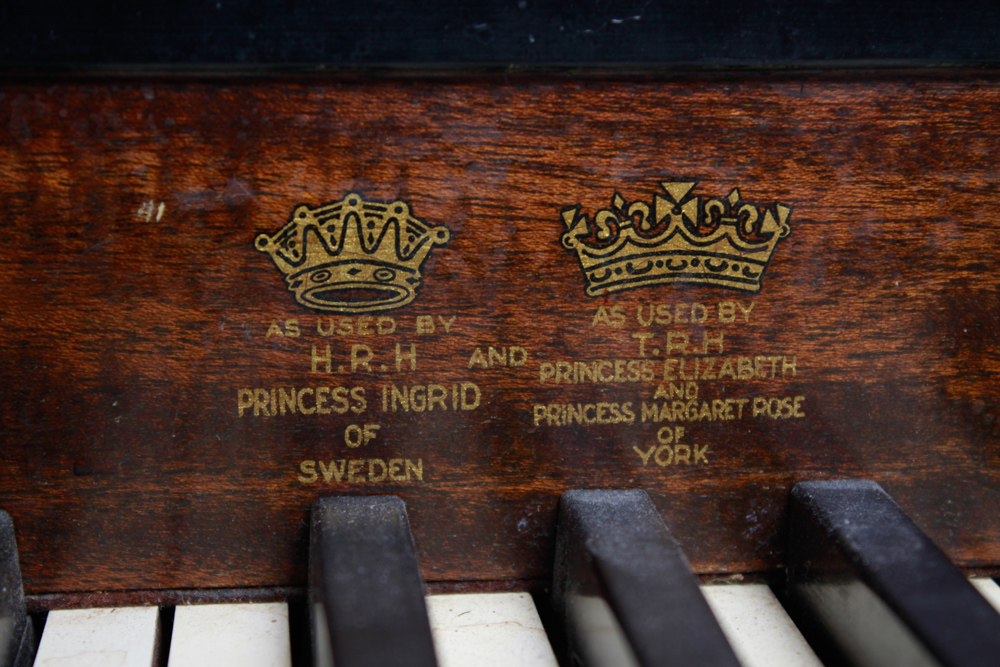 AS USED BY
H.R.H
PRINCESS INGRID
OF
SWEDEN
AND
AS USED BY
T.R.H
PRINCESS ELIZABETH
AND
PRINCESS MARGARET ROSE
OF
YORK